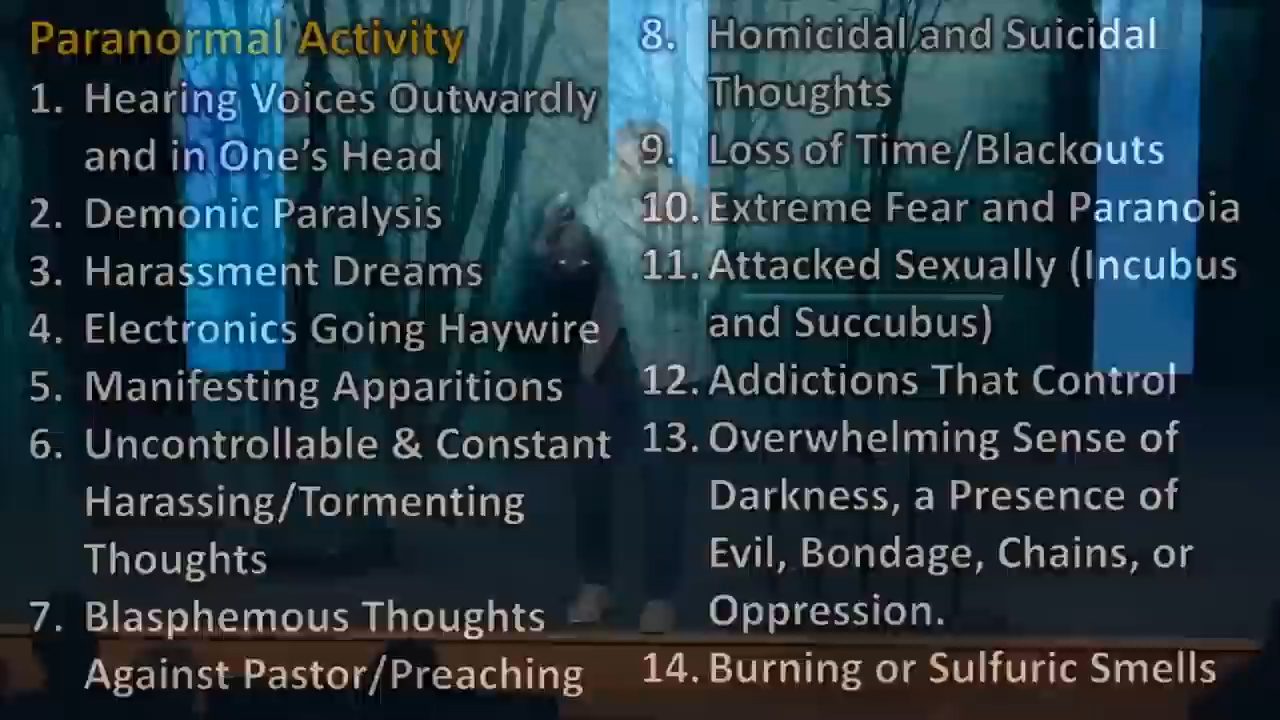 Paranormal Activity
1. Hearing Voices Outwardly
and in One's Head
2. Demonic Paralysis
3. Harassment Dreams
4. Electronics Going Haywire
5. Manifesting Apparitions
6. Uncontrollable & Constant
Harassing/Tormenting
Thoughts
7. Blasphemous Thoughts
Against Pastor/Preaching
8. Homicidal and Suicidal
Thoughts
9. Loss of Time/Blackouts
10. Extreme Fear and Paranoia
11. Attacked Sexually (Incubus
and Succubus)
12. Addictions That Control
13. Overwhelming Sense of
Darkness, a Presence of
Evil, Bondage, Chains, or
Oppression.
14. Burning or Sulfuric Smells